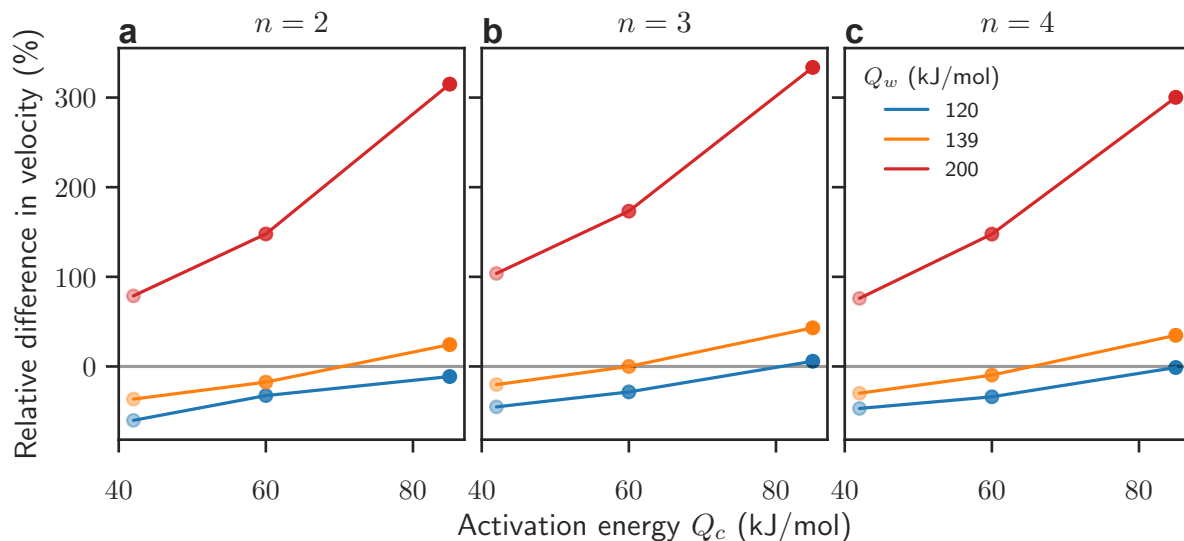 a n = 2 b n = 3 c n = 4
Relative difference in velocity (%)
300
200
100
0
Q_w (kJ/mol)
120
139
200
40 60 80 40 60 80 40 60 80
Activation energy Q_c (kJ/mol)